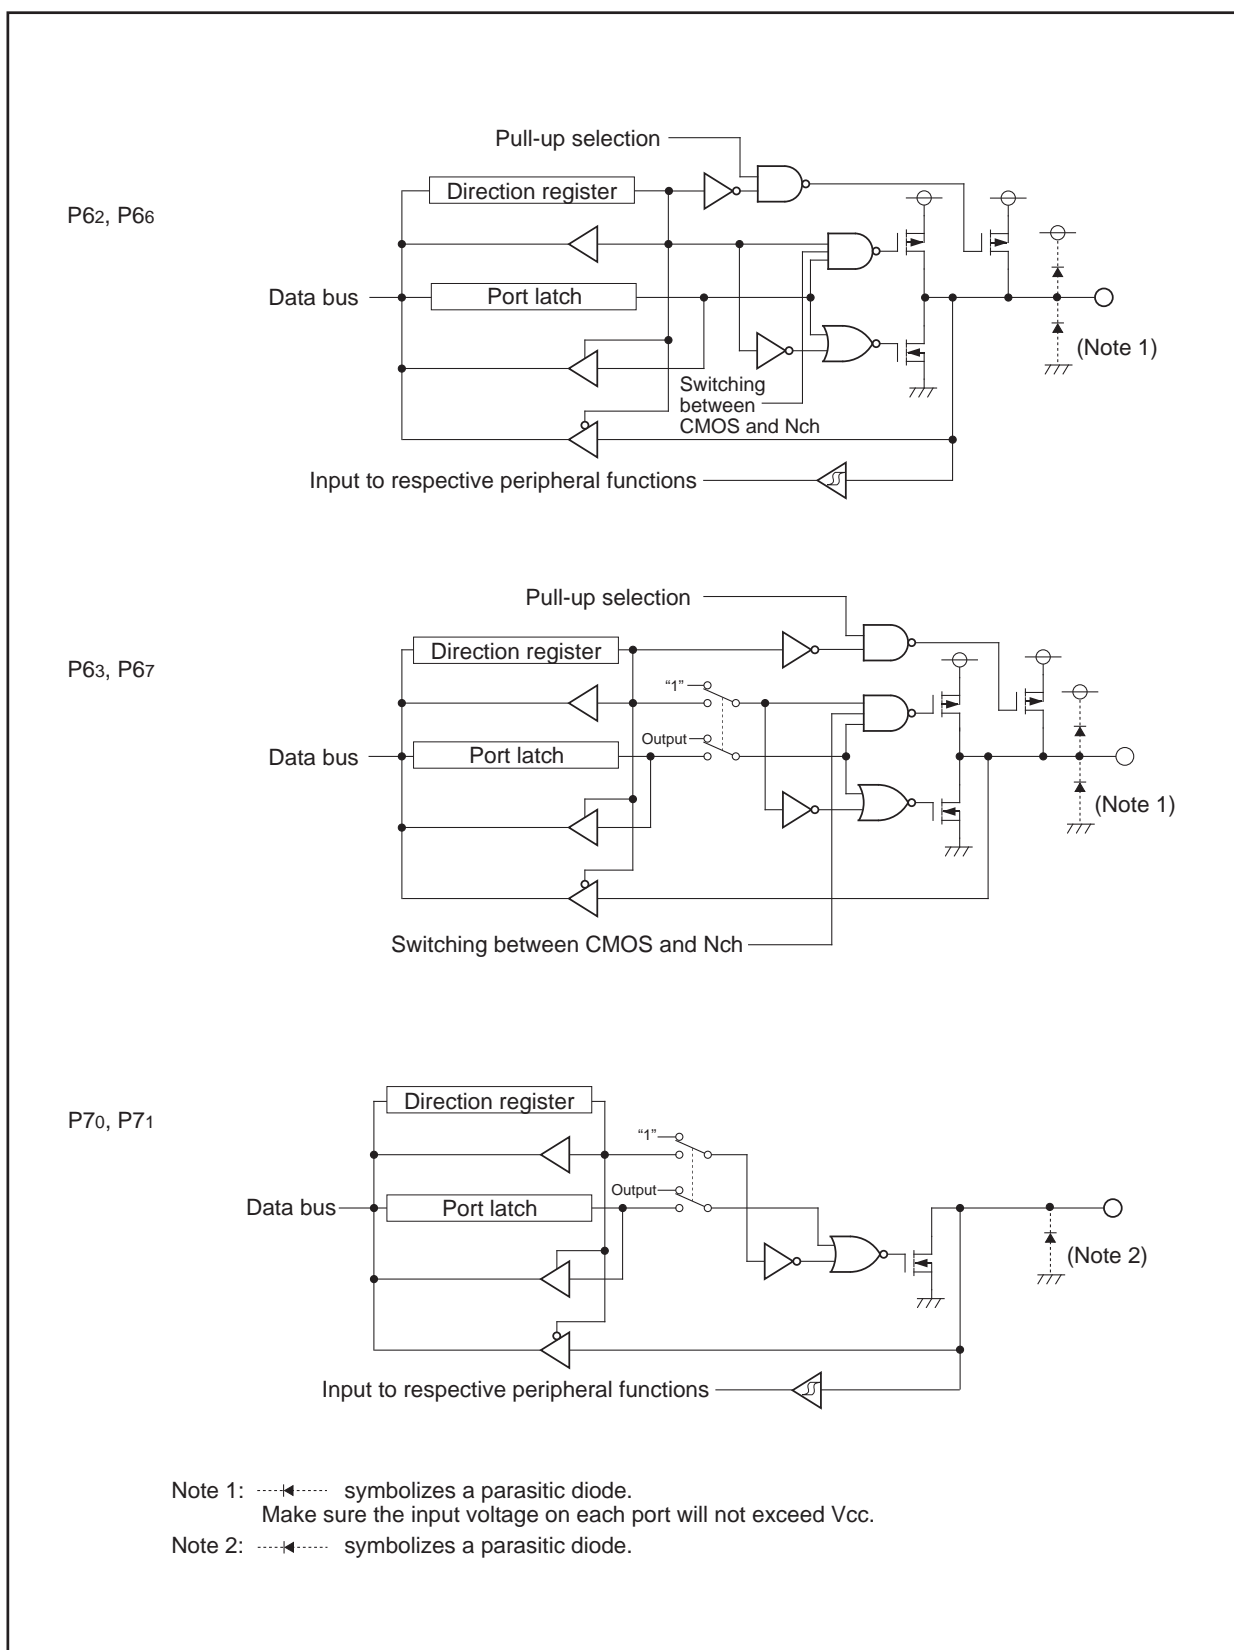 Pull-up selection
Direction register
P62, P66
Data bus
Port latch
(Note 1)
Switching
between
CMOS and Nch
Input to respective peripheral functions
Pull-up selection
Direction register
P63, P67
“1”
Output
Data bus
Port latch
(Note 1)
Switching between CMOS and Nch
Direction register
P70, P71
“1”
Output
Data bus
Port latch
(Note 2)
Input to respective peripheral functions
Note 1: symbolizes a parasitic diode.
Make sure the input voltage on each port will not exceed Vcc.
Note 2: symbolizes a parasitic diode.